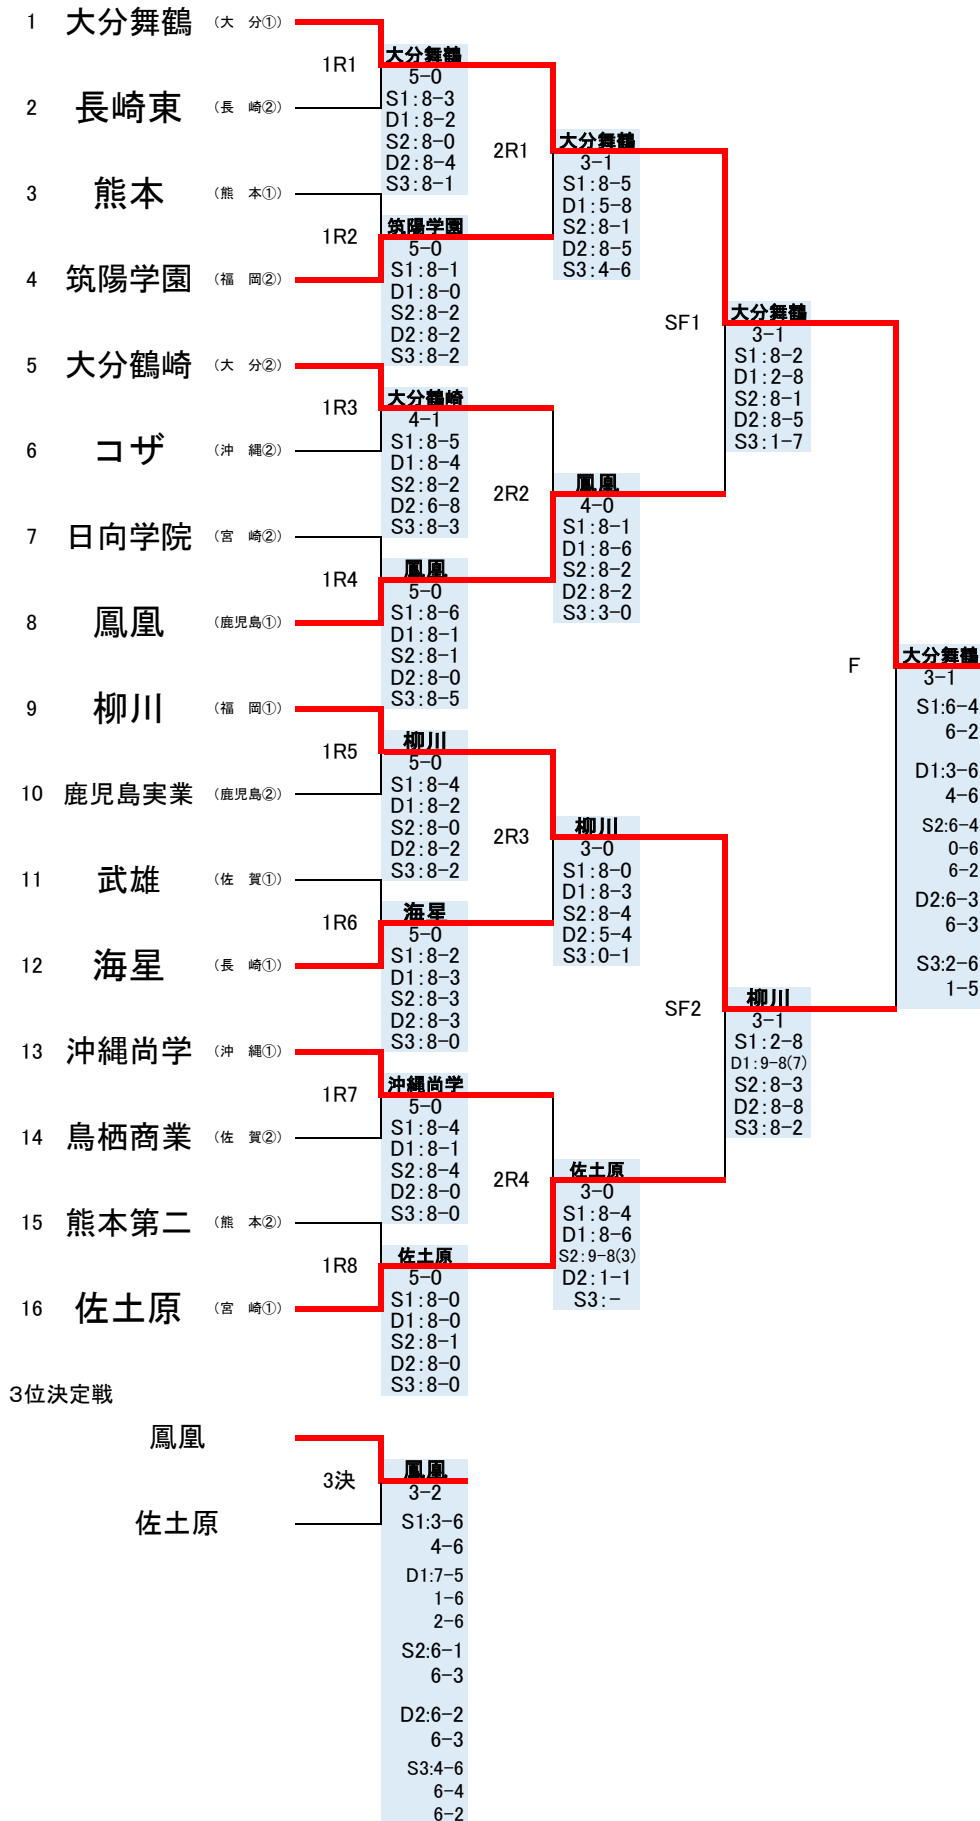 1 大分舞鶴 （大　分①）
2 長崎東 （長　崎②）
3 熊本 （熊　本①）
4 筑陽学園 （福　岡②）
5 大分鶴崎 （大　分②）
6 コザ （沖　縄②）
7 日向学院 （宮　崎②）
8 鳳凰 （鹿児島①）
9 柳川 （福　岡①）
10 鹿児島実業 （鹿児島②）
11 武雄 （佐　賀①）
12 海星 （長　崎①）
13 沖縄尚学 （沖　縄①）
14 鳥栖商業 （佐　賀②）
15 熊本第二 （熊　本②）
16 佐土原 （宮　崎①）
1R1
大分舞鶴
5-0
S1:8-3
D1:8-2
S2:8-0
D2:8-4
S3:8-1
1R2
筑陽学園
5-0
S1:8-1
D1:8-0
S2:8-2
D2:8-2
S3:8-2
1R3
大分鶴崎
4-1
S1:8-5
D1:8-4
S2:8-2
D2:6-8
S3:8-3
1R4
鳳凰
5-0
S1:8-6
D1:8-1
S2:8-1
D2:8-0
S3:8-5
1R5
柳川
5-0
S1:8-4
D1:8-2
S2:8-0
D2:8-2
S3:8-2
1R6
海星
5-0
S1:8-2
D1:8-3
S2:8-3
D2:8-3
S3:8-0
1R7
沖縄尚学
5-0
S1:8-4
D1:8-1
S2:8-4
D2:8-0
S3:8-0
1R8
佐土原
5-0
S1:8-0
D1:8-0
S2:8-1
D2:8-0
S3:8-0
2R1
大分舞鶴
3-1
S1:8-5
D1:5-8
S2:8-1
D2:8-5
S3:4-6
2R2
鳳凰
4-0
S1:8-1
D1:8-6
S2:8-2
D2:8-2
S3:3-0
2R3
柳川
3-0
S1:8-0
D1:8-3
S2:8-4
D2:5-4
S3:0-1
2R4
佐土原
3-0
S1:8-4
D1:8-6
S2:9-8(3)
D2:1-1
S3:-
SF1
大分舞鶴
3-1
S1:8-2
D1:2-8
S2:8-1
D2:8-5
S3:1-7
SF2
柳川
3-1
S1:2-8
D1:9-8(7)
S2:8-3
D2:8-8
S3:8-2
F
大分舞鶴
3-1
S1:6-4
6-2
D1:3-6
4-6
S2:6-4
0-6
6-2
D2:6-3
6-3
S3:2-6
1-5
3位決定戦
鳳凰
佐土原
3決
鳳凰
3-2
S1:3-6
4-6
D1:7-5
1-6
2-6
S2:6-1
6-3
D2:6-2
6-3
S3:4-6
6-4
6-2